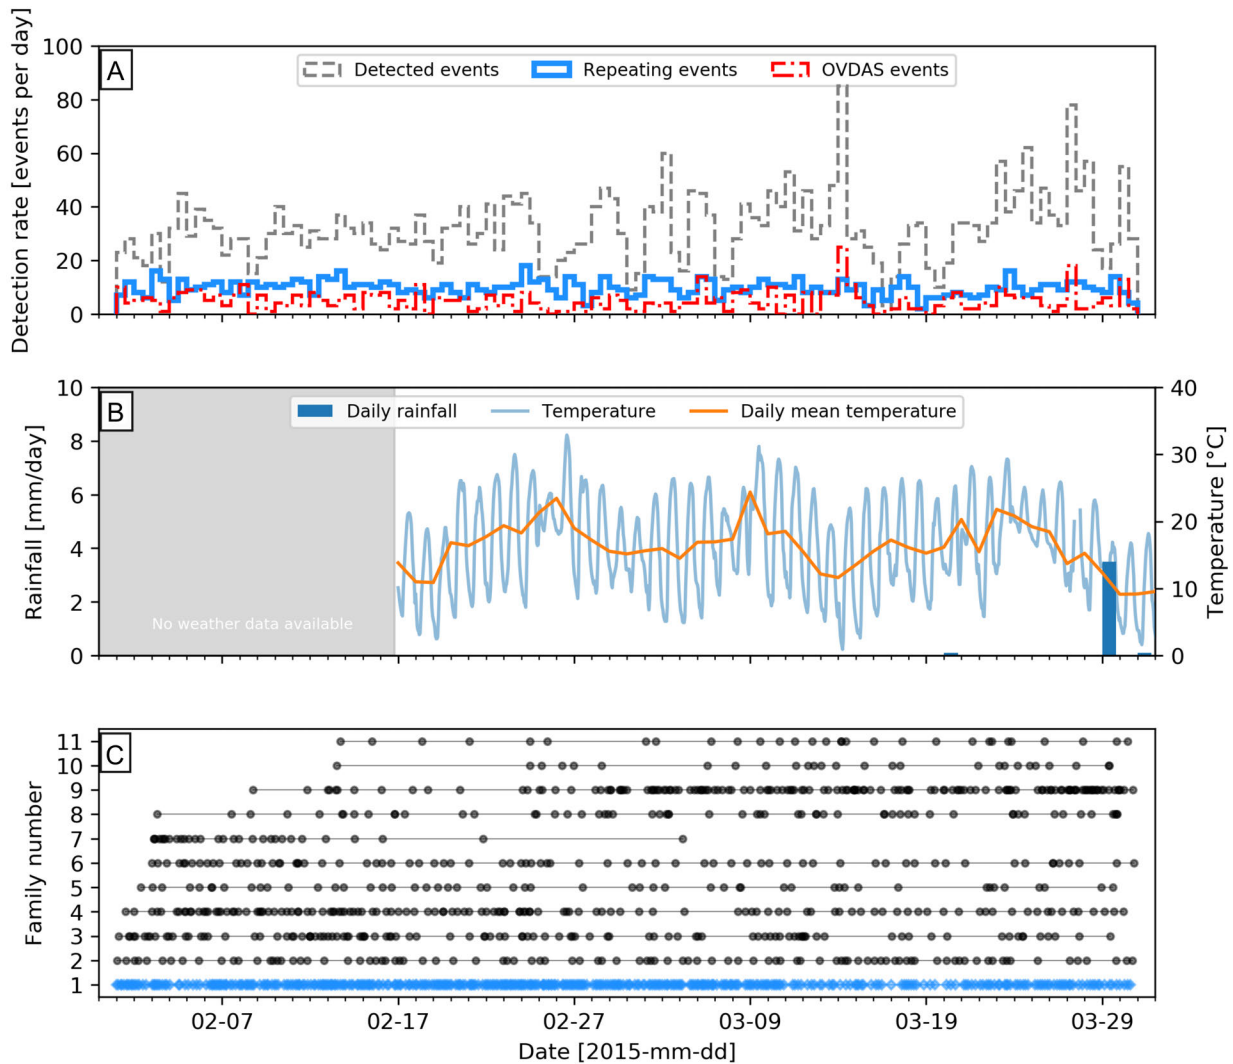 A
Detected events
Repeating events
OVDAS events
Detection rate [events per day]
100
80
60
40
20
0
B
Daily rainfall
Temperature
Daily mean temperature
Rainfall [mm/day]
10
8
6
4
2
0
No weather data available
40
30
20
10
0
Temperature [°C]
C
Family number
11
10
9
8
7
6
5
4
3
2
1
02-07
02-17
02-27
03-09
03-19
03-29
Date [2015-mm-dd]